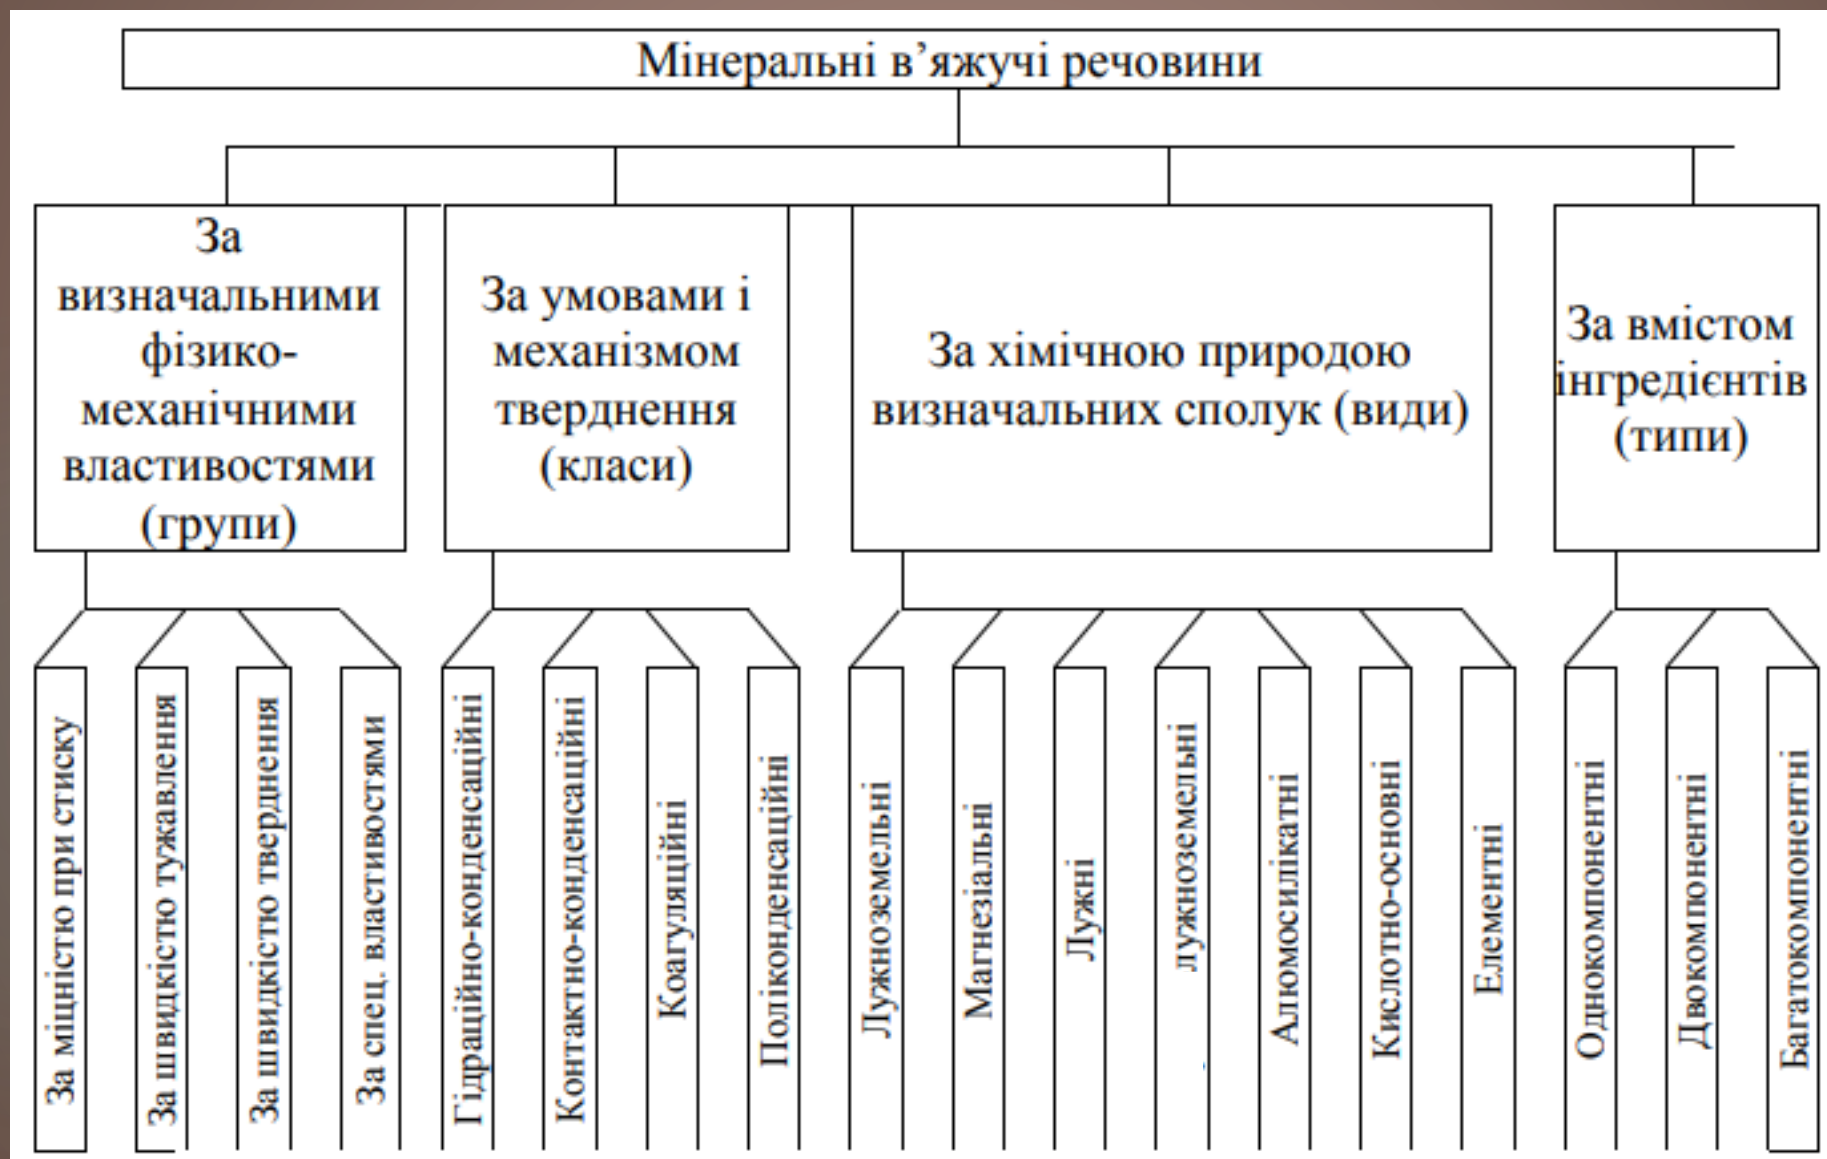 Мінеральні в’яжучі речовини
За
визначальними
фізико-
механічними
властивостями
(групи)
За умовами і
механізмом
тверднення
(класи)
За хімічною природою
визначальних сполук (види)
За вмістом
інгредієнтів
(типи)
За міцністю при стиску
За швидкістю тужавлення
За швидкістю тверднення
За спец. властивостями
Гідраційно-конденсаційні
Контактно-конденсаційні
Коагуляційні
Поліконденсаційні
Лужноземельні
Магнезіальні
Лужні
лужноземельні
Алюмосилікатні
Кислотно-основні
Елементні
Однокомпонентні
Двокомпонентні
Багатокомпонентні